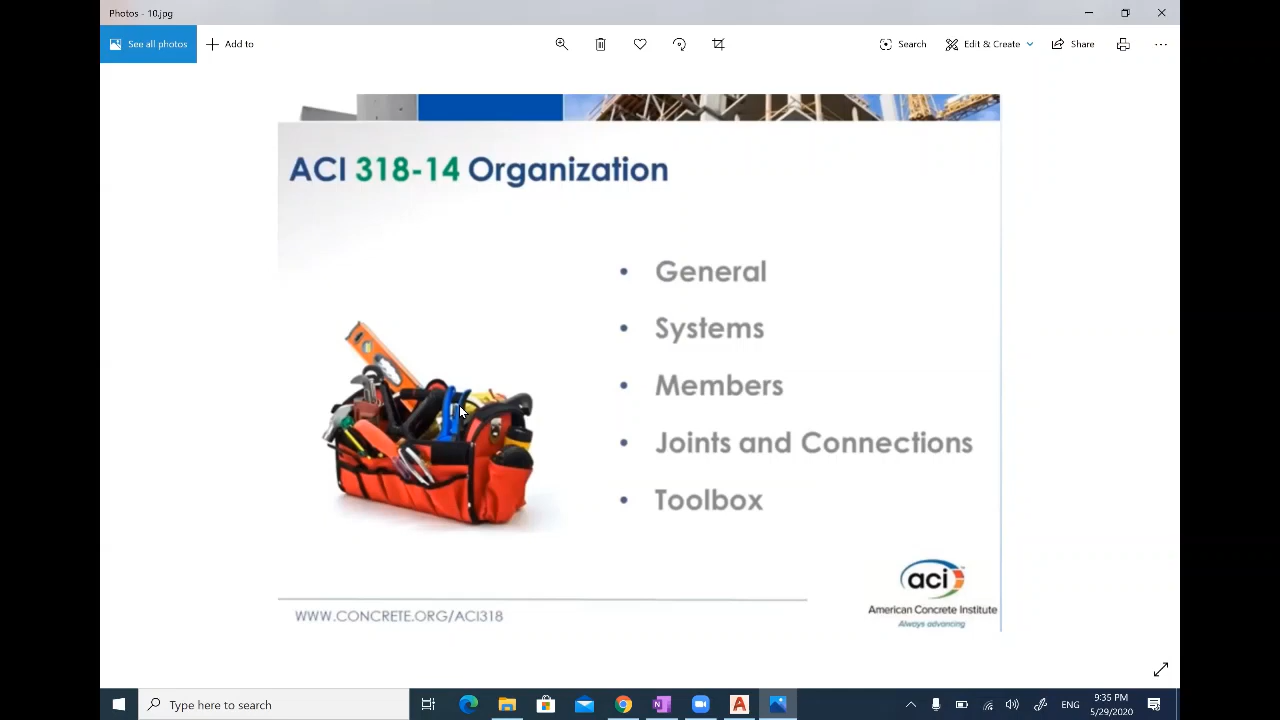 Photos - 10.jpg
See all photos
Add to
Search
Edit & Create
Share
ACI 318-14 Organization
• General
• Systems
• Members
• Joints and Connections
• Toolbox
aci
American Concrete Institute
Always advancing
WWW.CONCRETE.ORG/ACI318
Type here to search
ENG
9:35 PM
5/29/2020